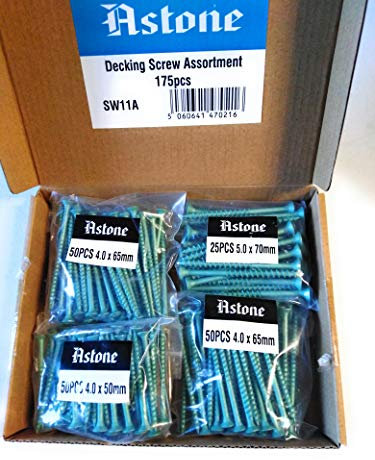 Astone
Decking Screw Assortment
175pcs
SW11A
5 060641 470216
Astone
50PCS 4.0 x 65mm
Astone
25PCS 5.0 x 70mm
Astone
50PCS 4.0 x 50mm
Astone
50PCS 4.0 x 65mm